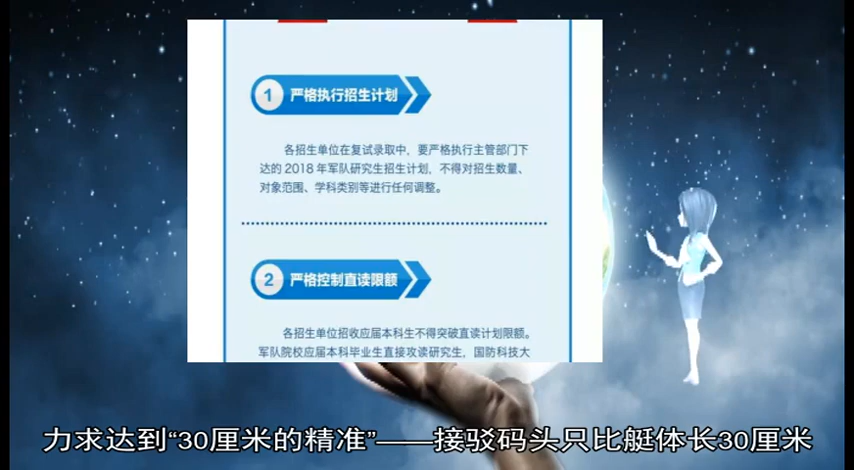 1 严格执行招生计划
各招生单位在复试录取中，要严格执行主管部门下
达的 2018 年军队研究生招生计划，不得对招生数量、
对象范围、学科类别等进行任何调整。
2 严格控制直读限额
各招生单位招收应届本科生不得突破直读计划限额。
军队院校应届本科毕业生直接攻读研究生，国防科技大
力求达到“30厘米的精准”——接驳码头只比艇体长30厘米